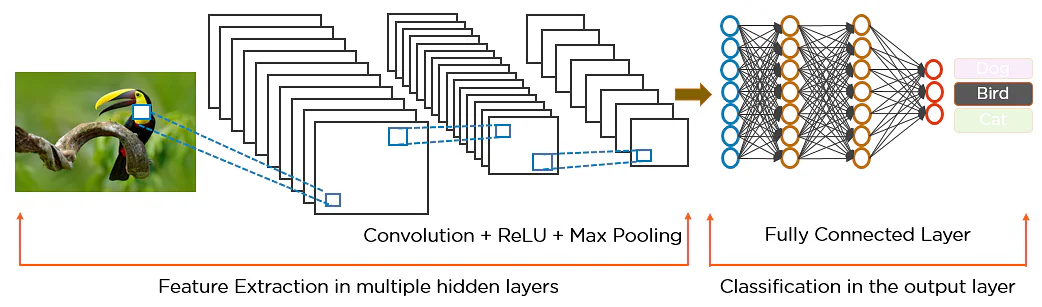 Dog
Bird
Cat
Convolution + ReLU + Max Pooling
Fully Connected Layer
Feature Extraction in multiple hidden layers
Classification in the output layer